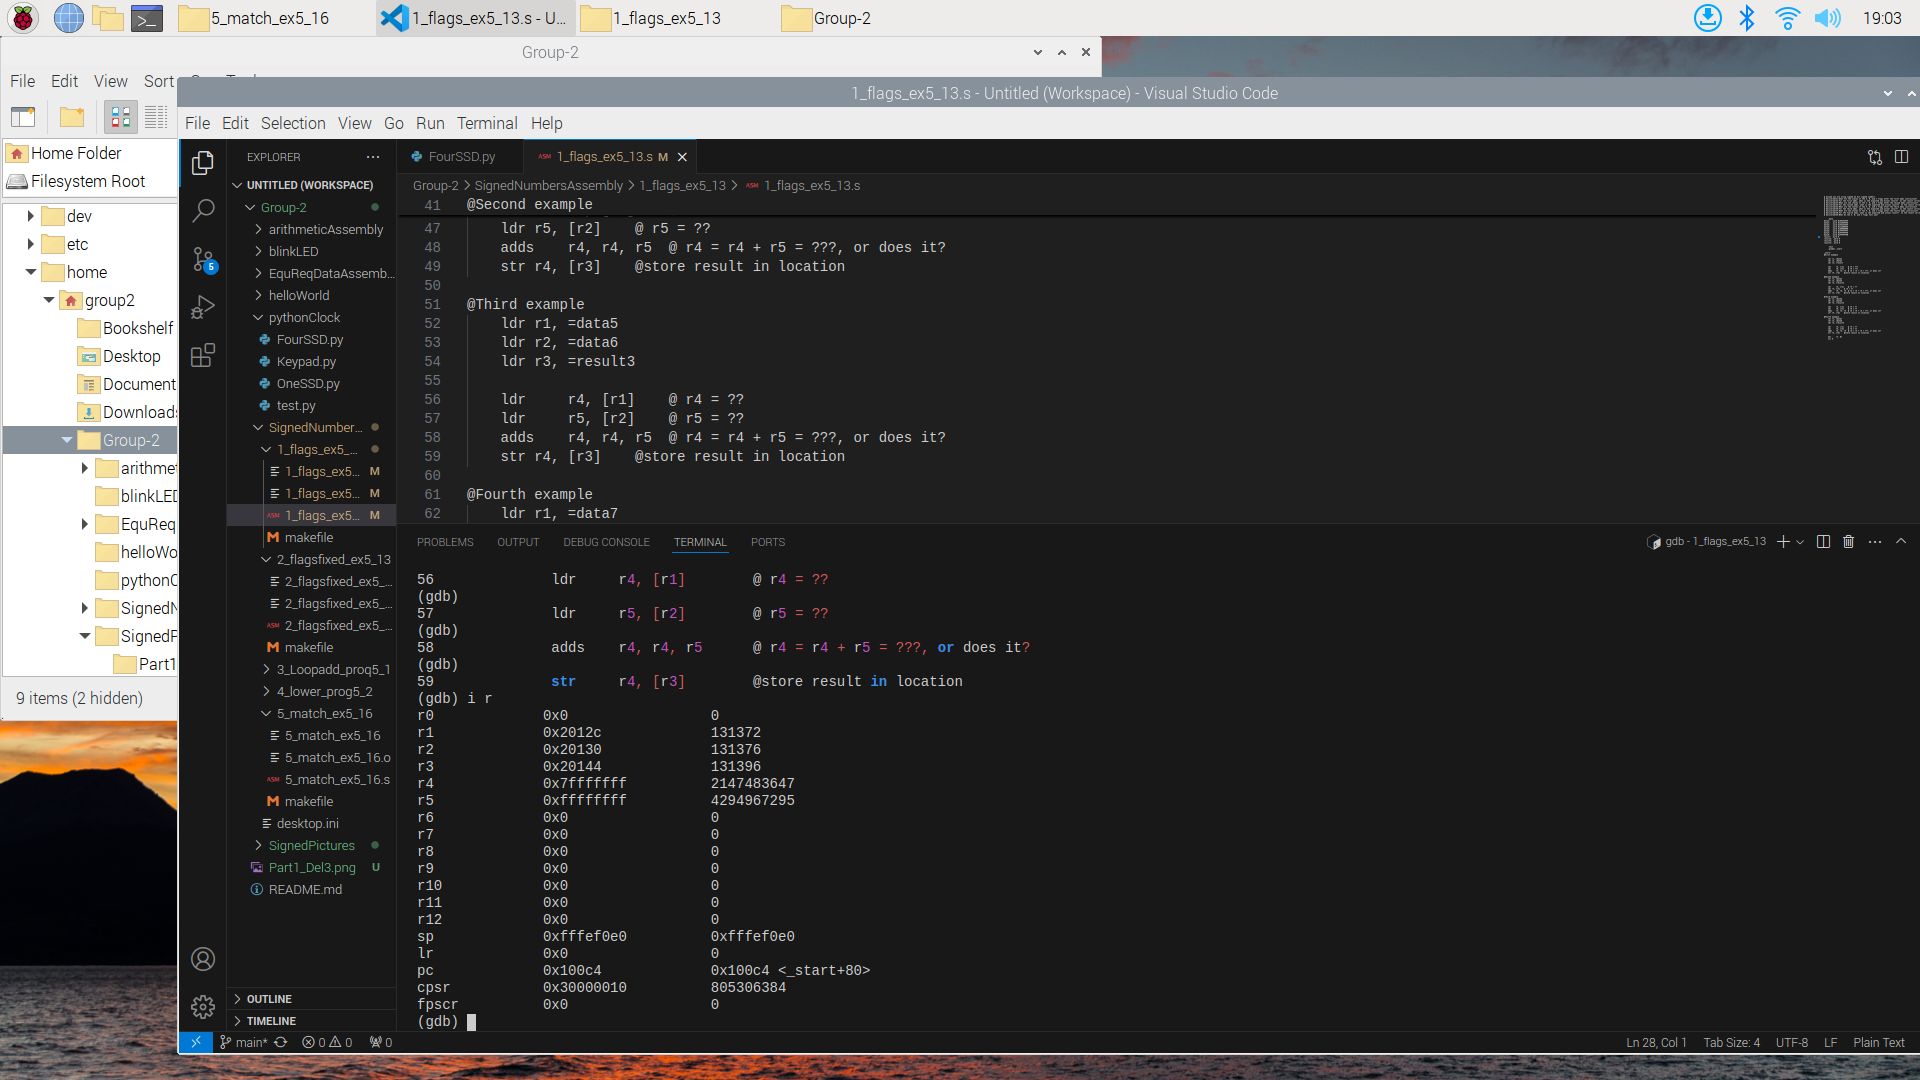 5_match_ex5_16
1_flags_ex5_13.s - U...
1_flags_ex5_13
Group-2
19:03
Group-2
File Edit View Sort
Home Folder
Filesystem Root
dev
etc
home
group2
Bookshelf
Desktop
Document
Downloads
Group-2
arithmet
blinkLED
EquReq
helloWo
pythonC
SignedN
SignedP
Part1
9 items (2 hidden)
1_flags_ex5_13.s - Untitled (Workspace) - Visual Studio Code
File Edit Selection View Go Run Terminal Help
5
EXPLORER ...
UNTITLED (WORKSPACE)
Group-2
arithmeticAssembly
blinkLED
EquReqDataAssemb...
helloWorld
pythonClock
FourSSD.py
Keypad.py
OneSSD.py
test.py
SignedNumber...
1_flags_ex5_...
1_flags_ex5... M
1_flags_ex5... M
ASM 1_flags_ex5... M
M makefile
2_flagsfixed_ex5_13
2_flagsfixed_ex5_...
2_flagsfixed_ex5_...
ASM 2_flagsfixed_ex5_...
M makefile
3_Loopadd_proq5_1
4_lower_prog5_2
5_match_ex5_16
5_match_ex5_16
5_match_ex5_16.o
ASM 5_match_ex5_16.s
M makefile
desktop.ini
SignedPictures
Part1_Del3.png U
README.md
OUTLINE
TIMELINE
FourSSD.py
ASM 1_flags_ex5_13.s M
Group-2 > SignedNumbersAssembly > 1_flags_ex5_13 > ASM 1_flags_ex5_13.s
41 @Second example
47 ldr r5, [r2] @ r5 = ??
48 adds r4, r4, r5 @ r4 = r4 + r5 = ???, or does it?
49 str r4, [r3] @store result in location
50
51 @Third example
52 ldr r1, =data5
53 ldr r2, =data6
54 ldr r3, =result3
55
56 ldr r4, [r1] @ r4 = ??
57 ldr r5, [r2] @ r5 = ??
58 adds r4, r4, r5 @ r4 = r4 + r5 = ???, or does it?
59 str r4, [r3] @store result in location
60
61 @Fourth example
62 ldr r1, =data7
PROBLEMS OUTPUT DEBUG CONSOLE TERMINAL PORTS
gdb - 1_flags_ex5_13
56 ldr r4, [r1] @ r4 = ??
(gdb)
57 ldr r5, [r2] @ r5 = ??
(gdb)
58 adds r4, r4, r5 @ r4 = r4 + r5 = ???, or does it?
(gdb)
59 str r4, [r3] @store result in location
(gdb) i r
r0 0x0 0
r1 0x2012c 131372
r2 0x20130 131376
r3 0x20144 131396
r4 0x7fffffff 2147483647
r5 0xffffffff 4294967295
r6 0x0 0
r7 0x0 0
r8 0x0 0
r9 0x0 0
r10 0x0 0
r11 0x0 0
r12 0x0 0
sp 0xfffef0e0 0xfffef0e0
lr 0x0 0
pc 0x100c4 0x100c4 <_start+80>
cpsr 0x30000010 805306384
fpscr 0x0 0
(gdb)
main* 0 0 0
Ln 28, Col 1 Tab Size: 4 UTF-8 LF Plain Text